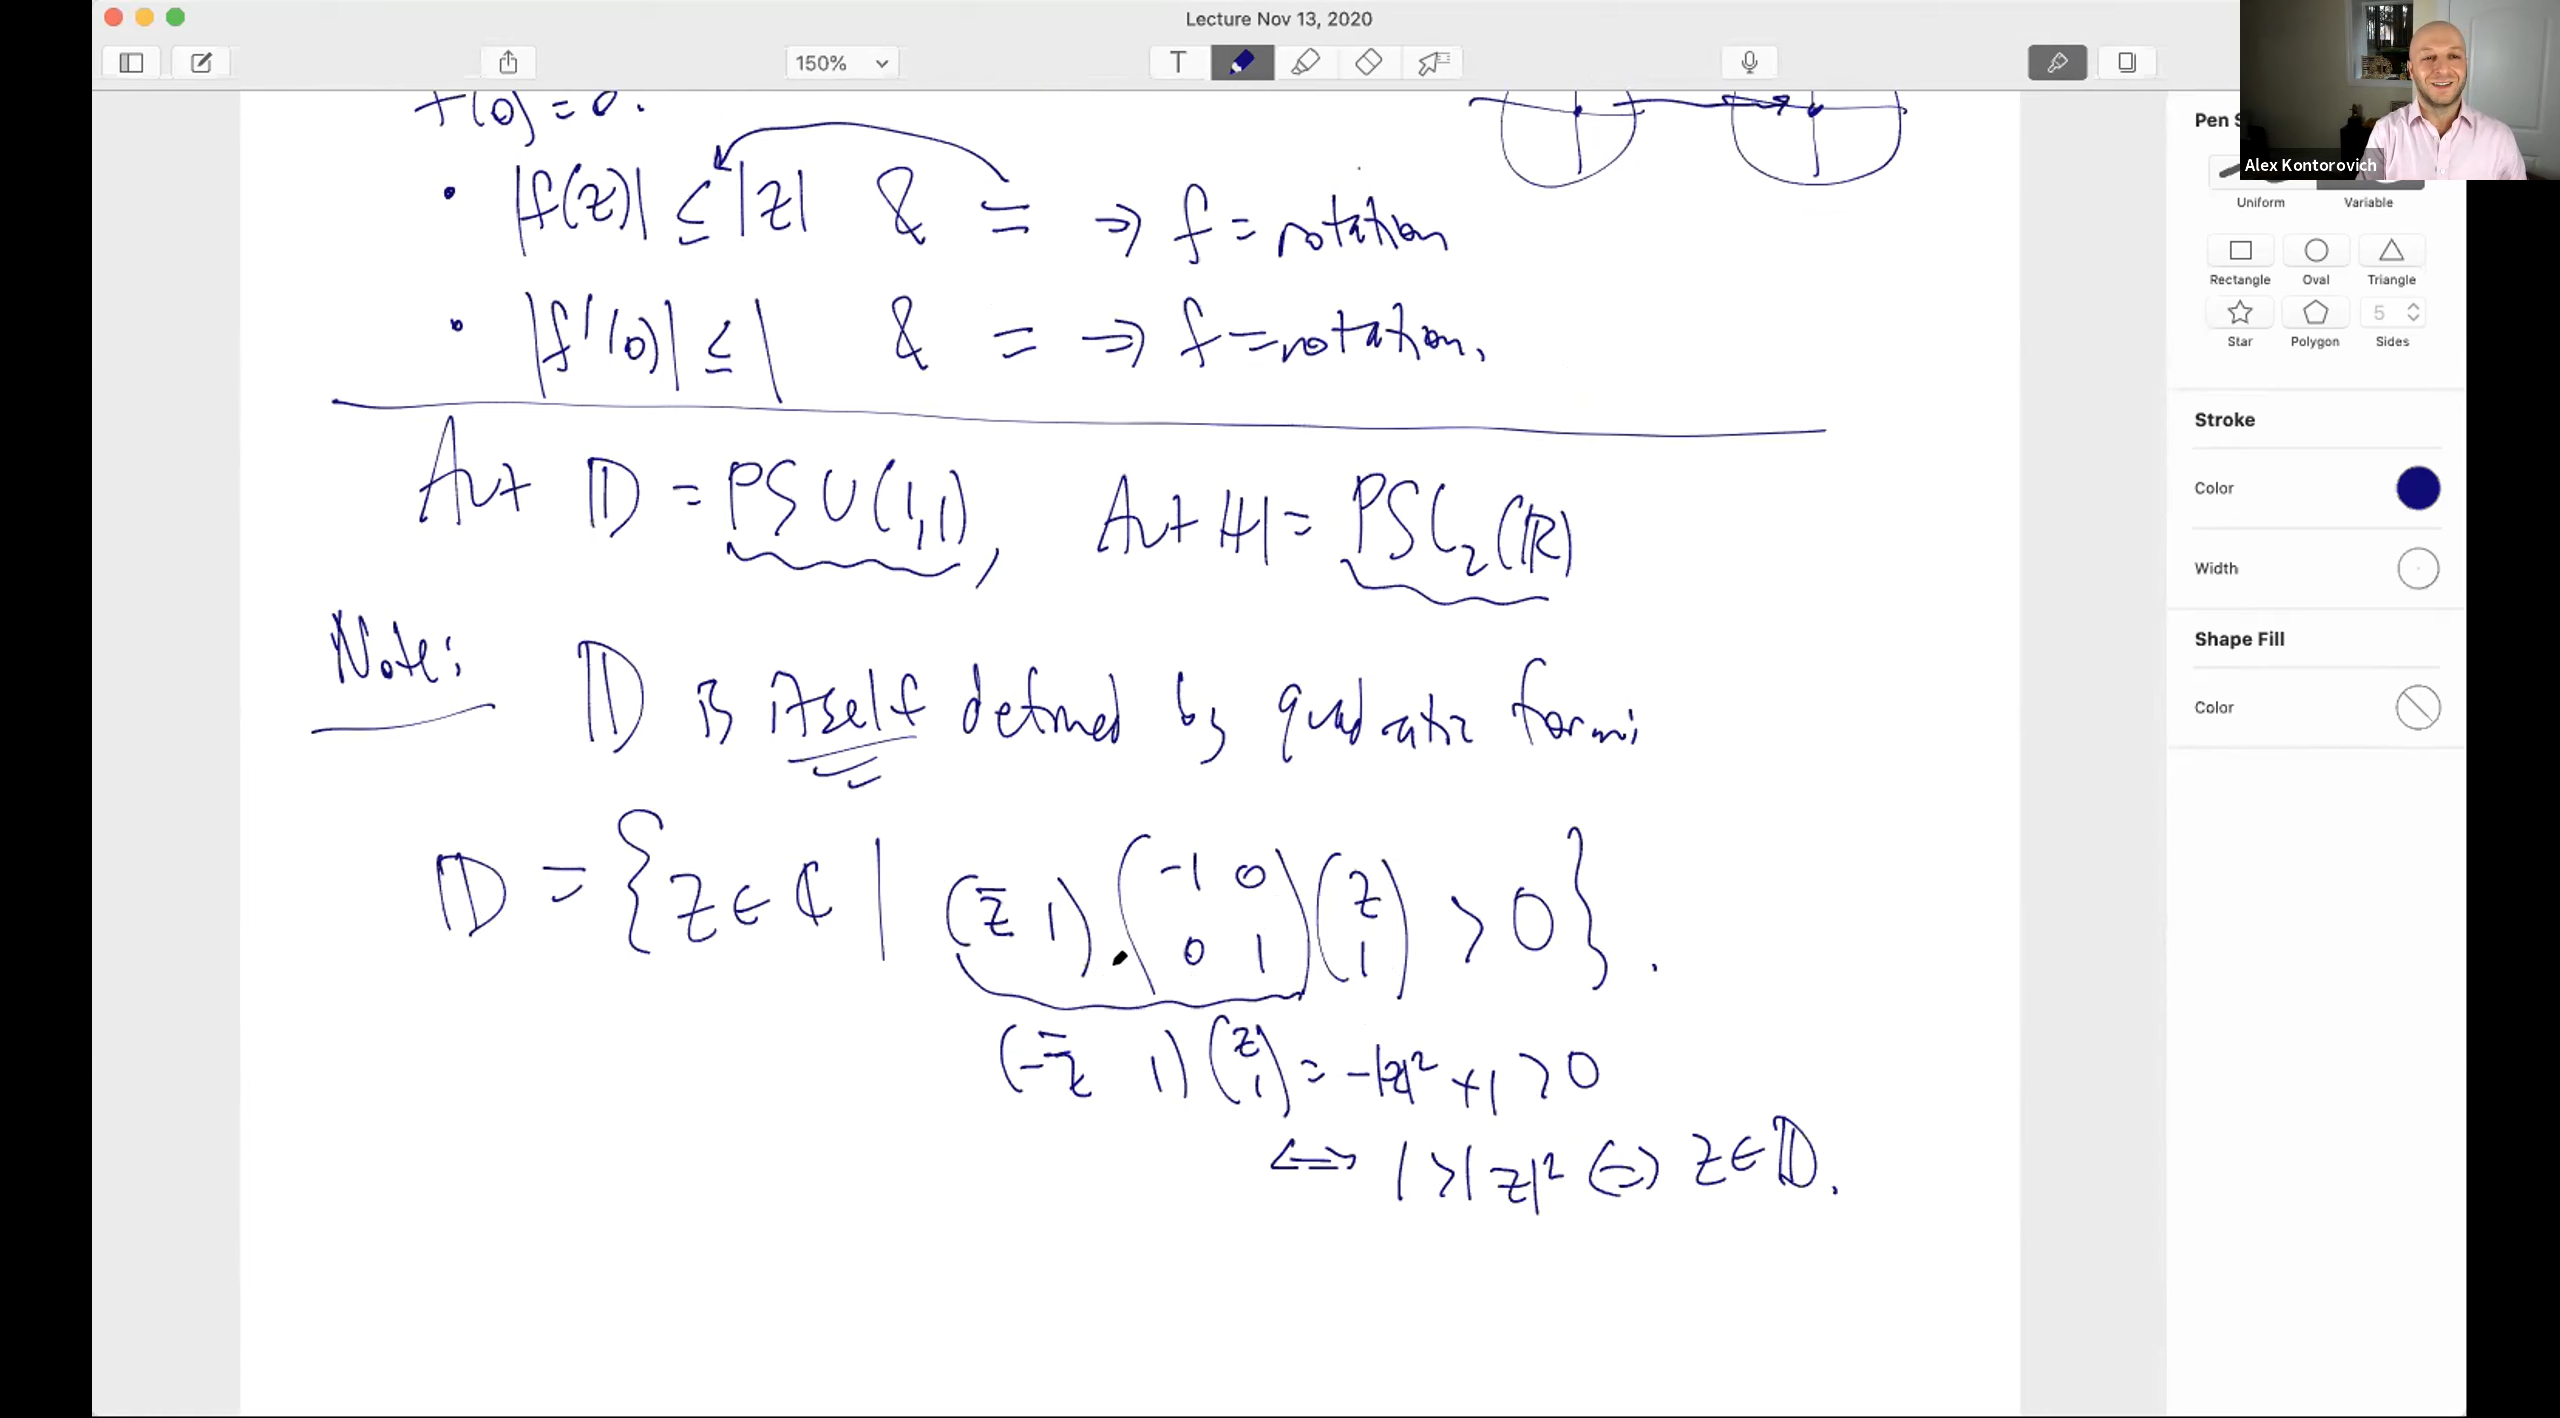 Lecture Nov 13, 2020
150%
T
Alex Kontorovich
Pen S
Uniform Variable
Rectangle Oval Triangle
5
Star Polygon Sides
Stroke
Color
Width
Shape Fill
Color
f(0) = 0.
• |f(z)| ≤ |z| & = ⇒ f = rotation
• |f'(0)| ≤ 1 & = ⇒ f = rotation.
Aut 𝔻 = PSU(1,1), Aut ℍ = PSL₂(ℝ)
Note: 𝔻 is itself defined by quadratic form:
𝔻 = { z ∈ ℂ | (z̄ 1) · (-1 0; 0 1) (z; 1) > 0 }.
(-z̄ 1) (z; 1) = -|z|² + 1 > 0
⟺ 1 > |z|² ⟺ z ∈ 𝔻.